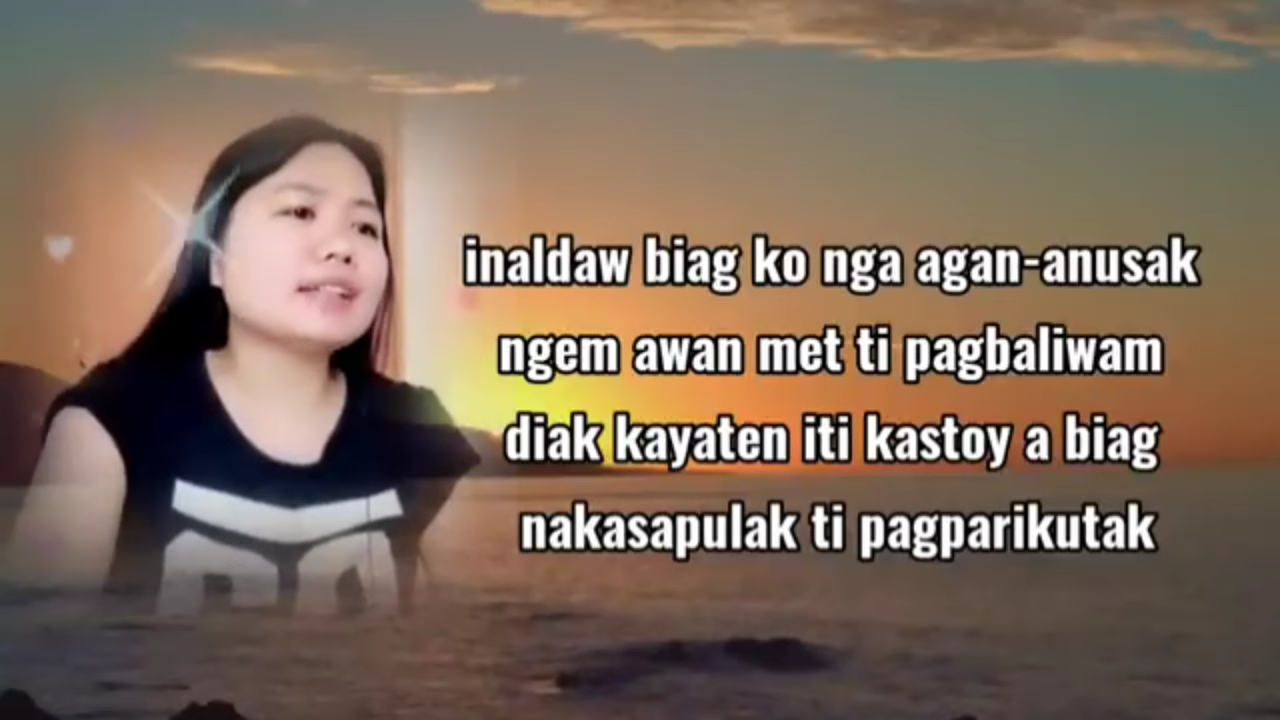 inaldaw biag ko nga agan-anusak
ngem awan met ti pagbaliwam
diak kayaten iti kastoy a biag
nakasapulak ti pagparikutak